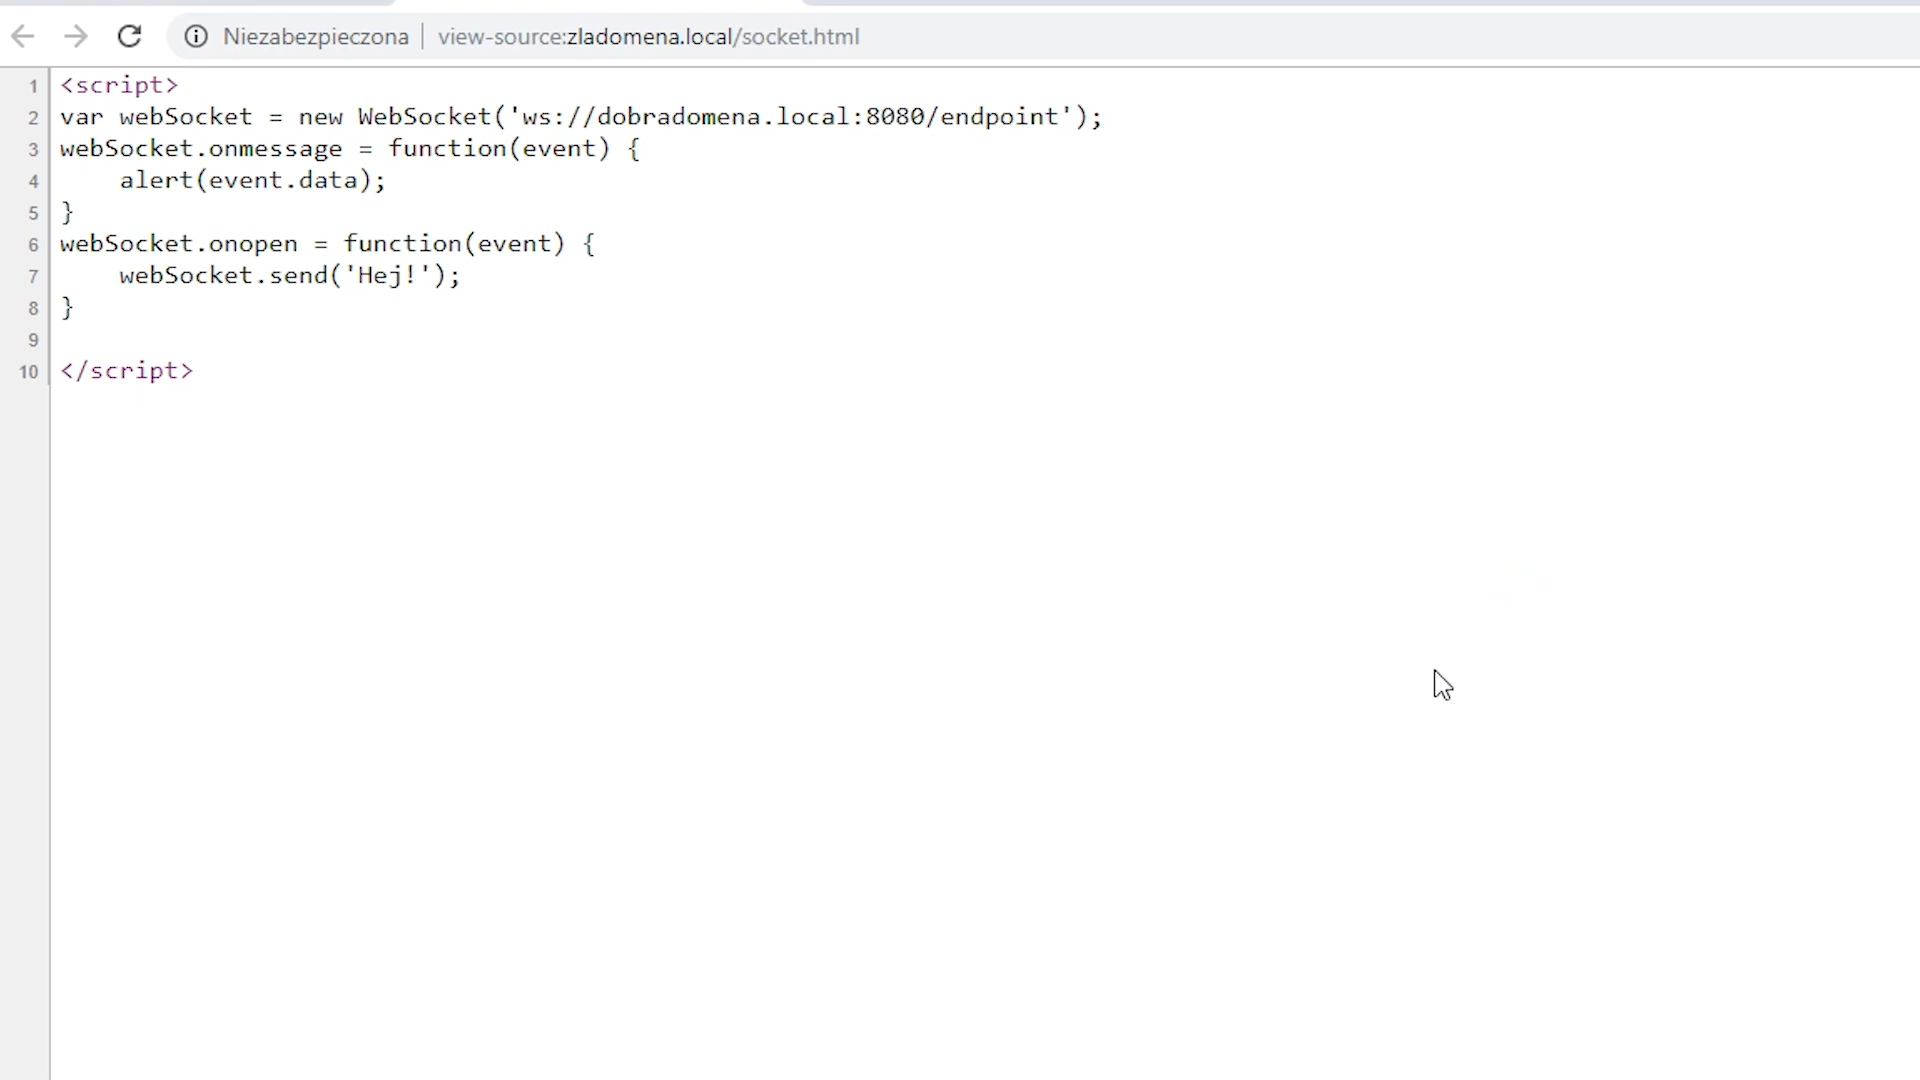 Niezabezpieczona view-source:zladomena.local/socket.html
1 <script>
2 var webSocket = new WebSocket('ws://dobradomena.local:8080/endpoint');
3 webSocket.onmessage = function(event) {
4 alert(event.data);
5 }
6 webSocket.onopen = function(event) {
7 webSocket.send('Hej!');
8 }
9
10 </script>